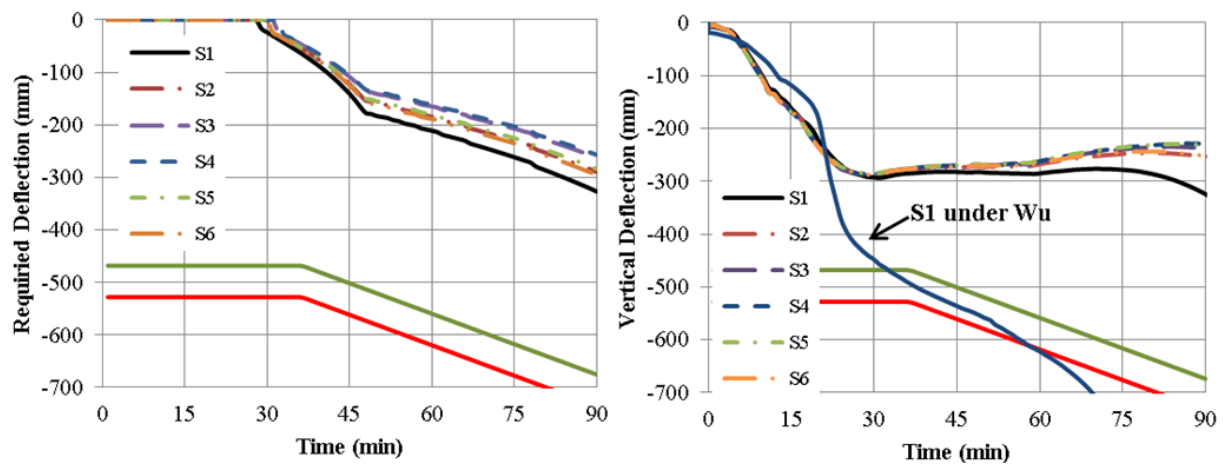 0
-100
-200
-300
-400
-500
-600
-700
Requiried Deflection (mm)
S1
S2
S3
S4
S5
S6
0 15 30 45 60 75 90
Time (min)
0
-100
-200
-300
-400
-500
-600
-700
Vertical Deflection (mm)
S1 under Wu
S1
S2
S3
S4
S5
S6
0 15 30 45 60 75 90
Time (min)